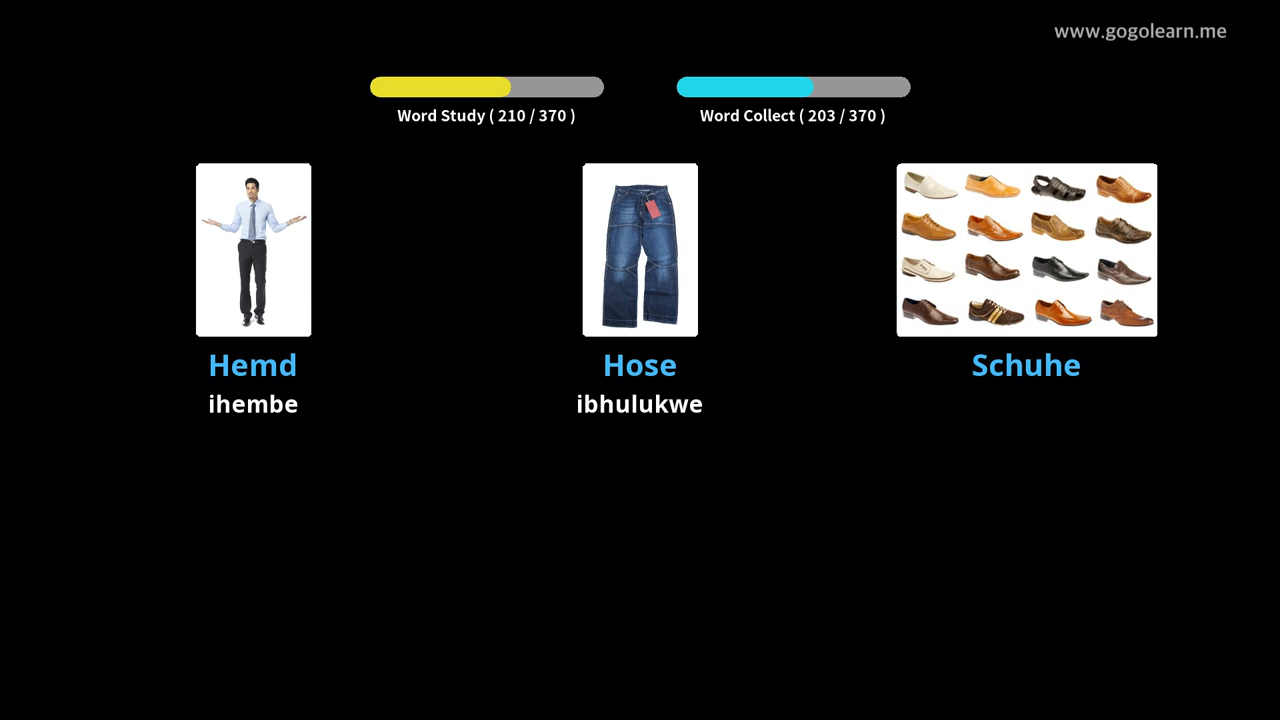 www.gogolearn.me
Word Study ( 210 / 370 )
Word Collect ( 203 / 370 )
Hemd
ihembe
Hose
ibhulukwe
Schuhe